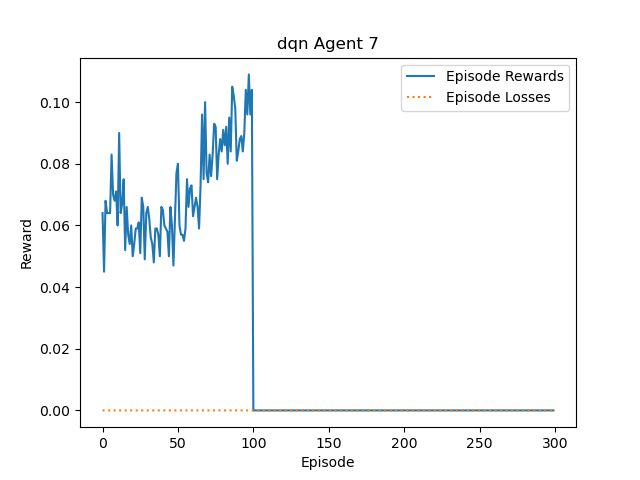 dqn Agent 7
Episode Rewards
Episode Losses
0.10
0.08
0.06
0.04
0.02
0.00
Reward
0 50 100 150 200 250 300
Episode